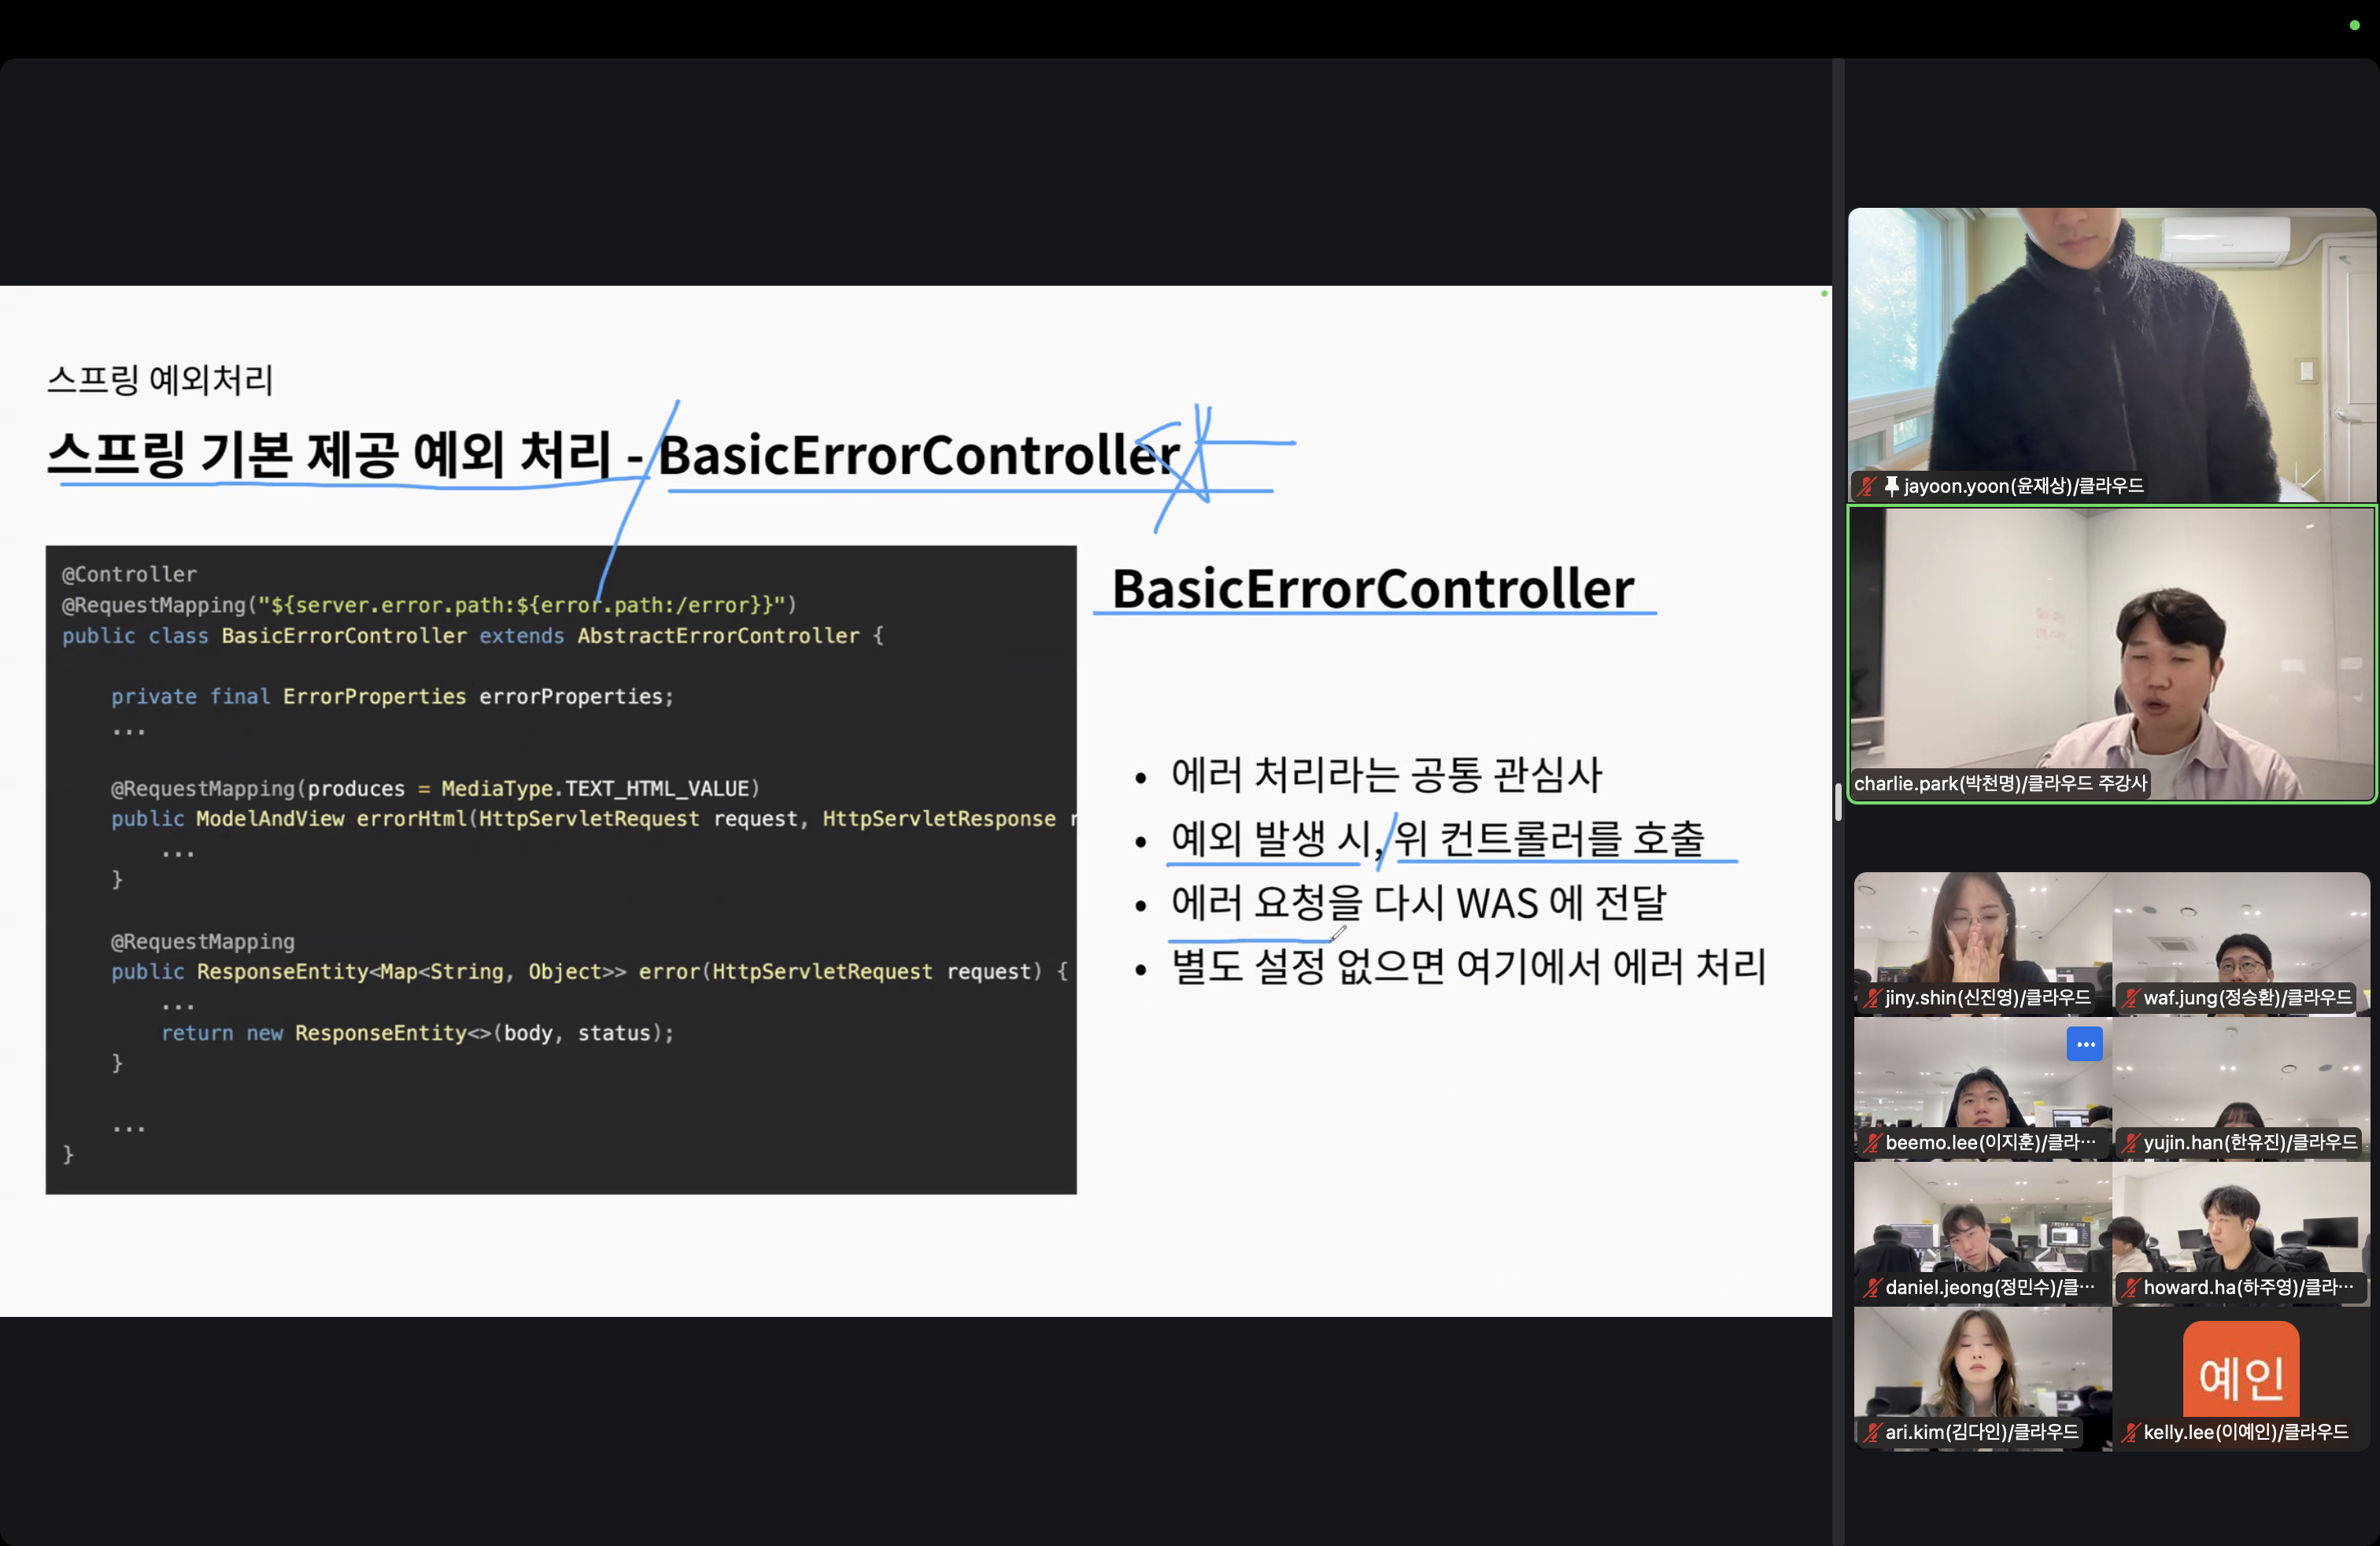 스프링 예외처리
스프링 기본 제공 예외 처리 - BasicErrorController
@Controller
@RequestMapping("${server.error.path:${error.path:/error}}")
public class BasicErrorController extends AbstractErrorController {
private final ErrorProperties errorProperties;
...
@RequestMapping(produces = MediaType.TEXT_HTML_VALUE)
public ModelAndView errorHtml(HttpServletRequest request, HttpServletResponse r
...
}
@RequestMapping
public ResponseEntity<Map<String, Object>> error(HttpServletRequest request) {
...
return new ResponseEntity<>(body, status);
}
...
}
BasicErrorController
• 에러 처리라는 공통 관심사
• 예외 발생 시, 위 컨트롤러를 호출
• 에러 요청을 다시 WAS 에 전달
• 별도 설정 없으면 여기에서 에러 처리
jayoon.yoon(윤재상)/클라우드
charlie.park(박천명)/클라우드 주강사
jiny.shin(신진영)/클라우드
waf.jung(정승환)/클라우드
beemo.lee(이지훈)/클라...
yujin.han(한유진)/클라우드
daniel.jeong(정민수)/클...
howard.ha(하주영)/클라...
ari.kim(김다인)/클라우드
예인
kelly.lee(이예인)/클라우드